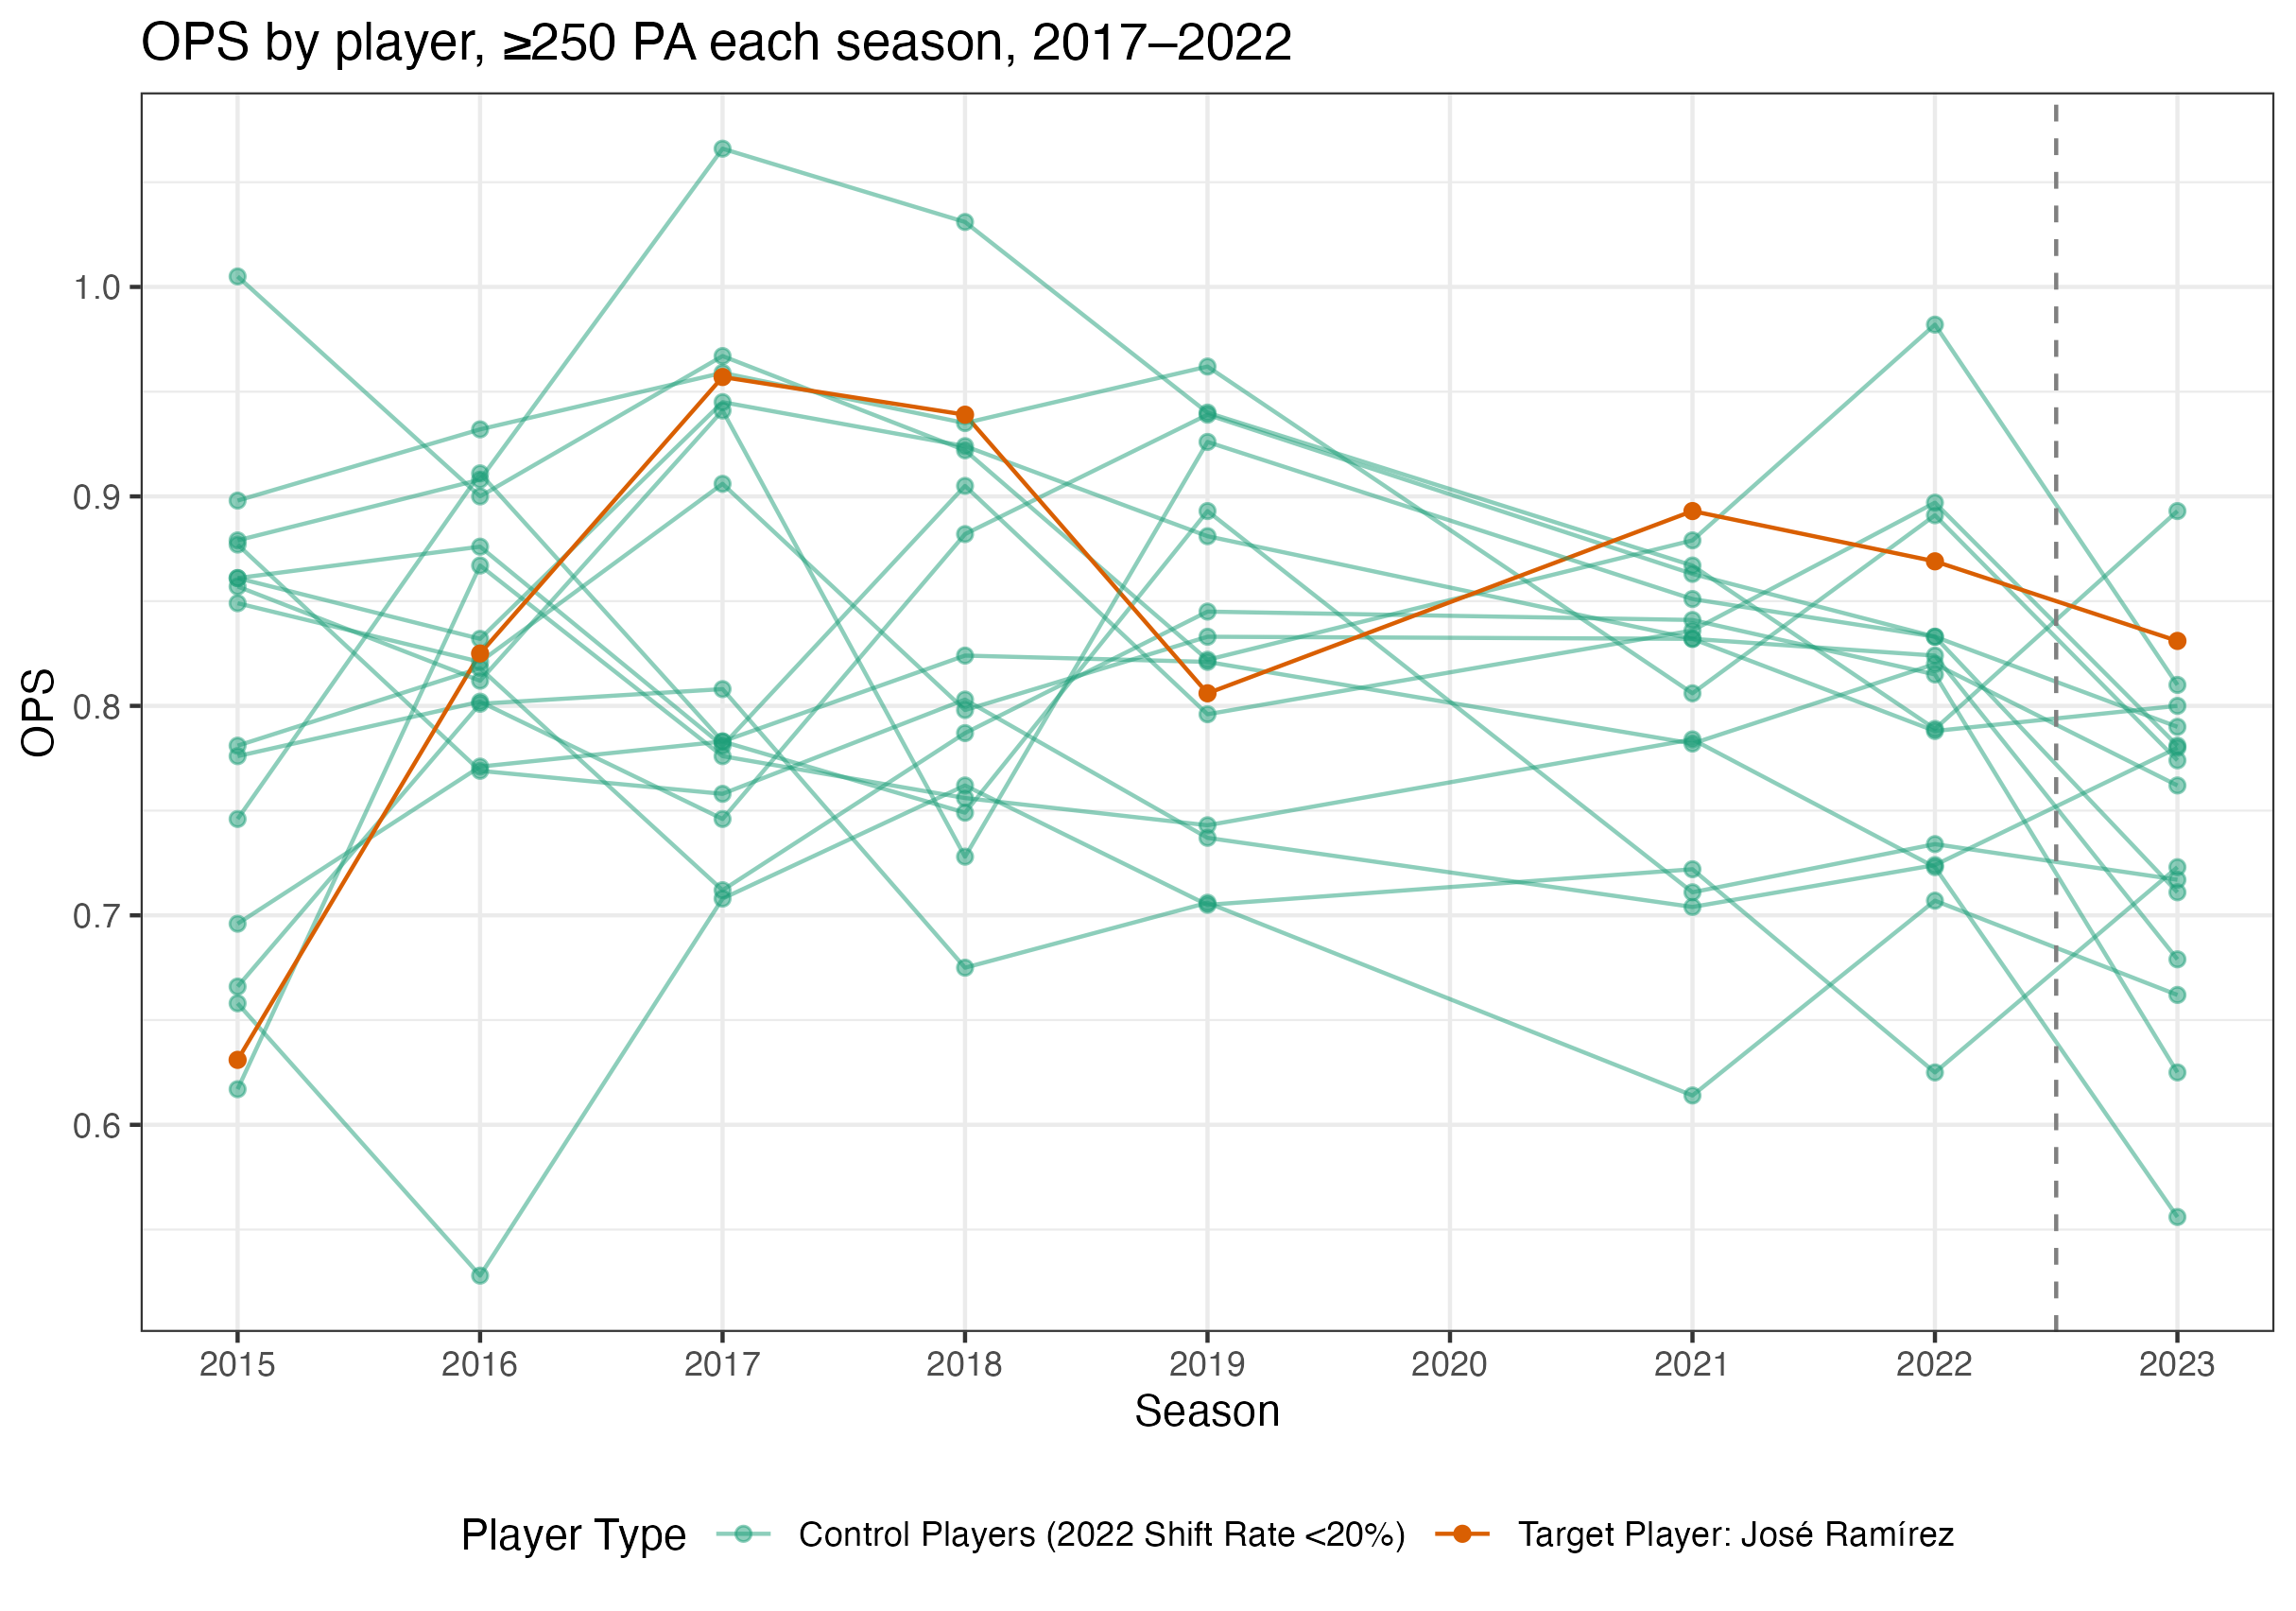 OPS by player, ≥250 PA each season, 2017–2022
OPS
1.0
0.9
0.8
0.7
0.6
2015 2016 2017 2018 2019 2020 2021 2022 2023
Season
Player Type Control Players (2022 Shift Rate <20%) Target Player: José Ramírez